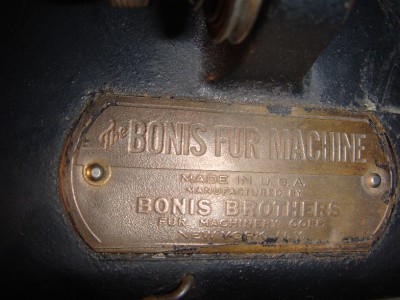 The BONIS FUR MACHINE
MADE IN U.S.A.
MANUFACTURED BY
BONIS BROTHERS
FUR MACHINERY CORP.
NEW YORK